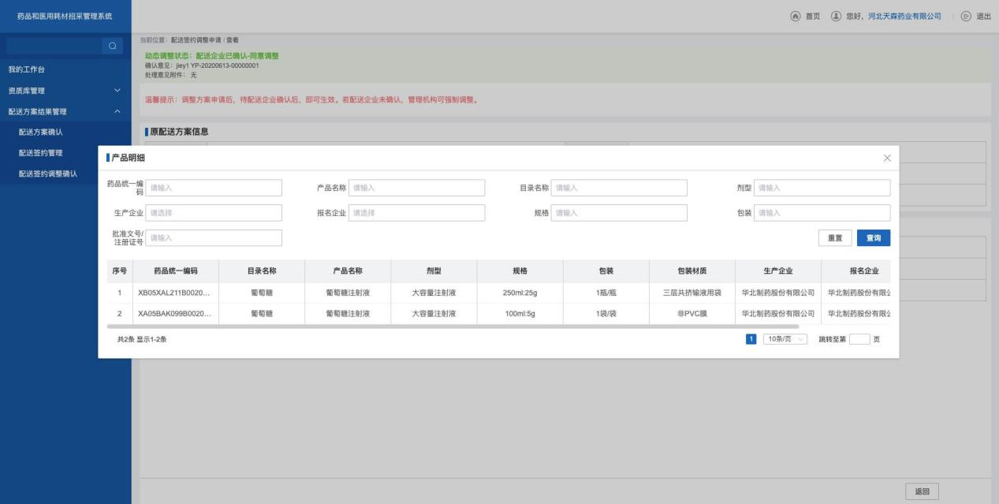 药品和医用耗材招采管理系统
首页 您好，河北天森药业有限公司 退出
当前位置：配送签约调整申请 / 查看
动态调整状态：配送企业已确认-同意调整
确认意见：jiey1 YP-20200613-00000001
处理意见附件：无
温馨提示：调整方案申请后，待配送企业确认后，即可生效。若配送企业未确认，管理机构可强制调整。
原配送方案信息
我的工作台
资质库管理
配送方案结果管理
配送方案确认
配送签约管理
配送签约调整确认
产品明细
药品统一编码 请输入 产品名称 请输入 目录名称 请输入 剂型 请输入
生产企业 请选择 报名企业 请选择 规格 请输入 包装 请输入
批准文号/注册证号 请输入 重置 查询
序号 药品统一编码 目录名称 产品名称 剂型 规格 包装 包装材质 生产企业 报名企业
1 XB05XAL211B0020... 葡萄糖 葡萄糖注射液 大容量注射液 250ml:25g 1瓶/瓶 三层共挤输液用袋 华北制药股份有限公司 华北制药股份有限
2 XA05BAK099B0020... 葡萄糖 葡萄糖注射液 大容量注射液 100ml:5g 1袋/袋 非PVC膜 华北制药股份有限公司 华北制药股份有限
共2条 显示1-2条 1 10条/页 跳转至第 页
返回